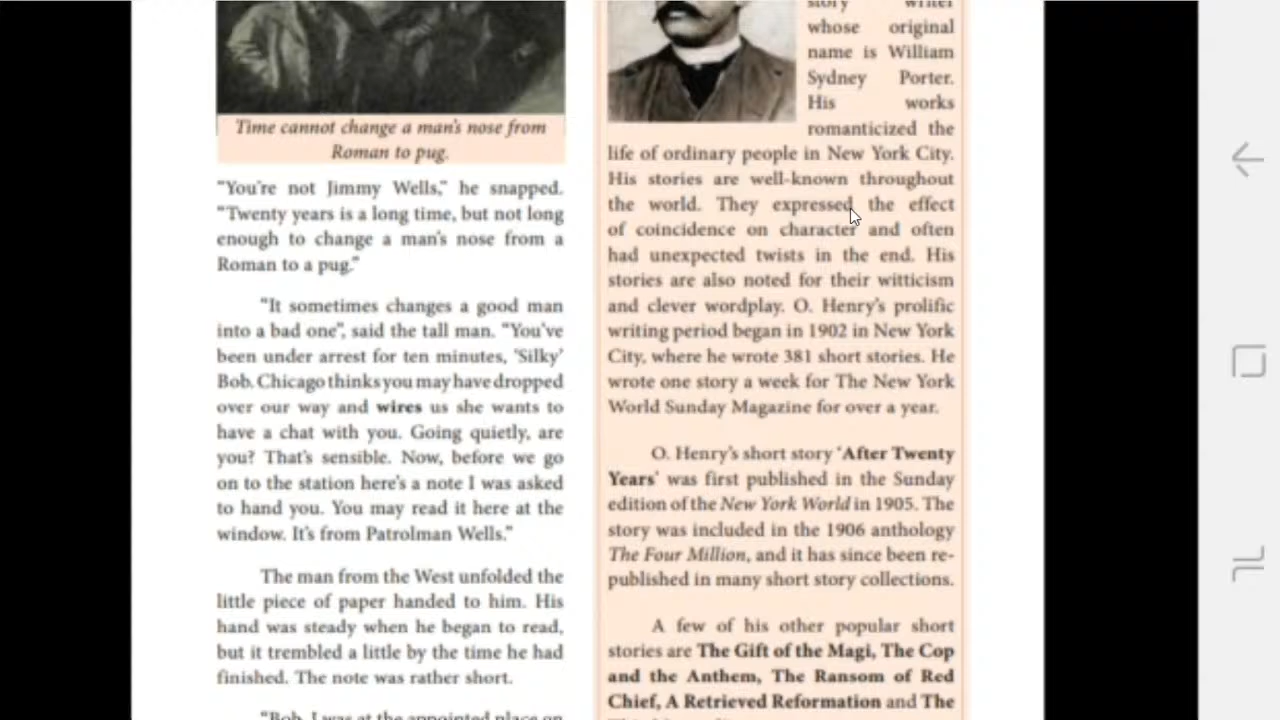 Time cannot change a man's nose from
Roman to pug.
"You're not Jimmy Wells," he snapped.
"Twenty years is a long time, but not long
enough to change a man's nose from a
Roman to a pug."
"It sometimes changes a good man
into a bad one", said the tall man. "You've
been under arrest for ten minutes, 'Silky'
Bob. Chicago thinks you may have dropped
over our way and wires us she wants to
have a chat with you. Going quietly, are
you? That's sensible. Now, before we go
on to the station here's a note I was asked
to hand you. You may read it here at the
window. It's from Patrolman Wells."
The man from the West unfolded the
little piece of paper handed to him. His
hand was steady when he began to read,
but it trembled a little by the time he had
finished. The note was rather short.
"Bob, I was at the appointed place on
story writer
whose original
name is William
Sydney Porter.
His works
romanticized the
life of ordinary people in New York City.
His stories are well-known throughout
the world. They expressed the effect
of coincidence on character and often
had unexpected twists in the end. His
stories are also noted for their witticism
and clever wordplay. O. Henry's prolific
writing period began in 1902 in New York
City, where he wrote 381 short stories. He
wrote one story a week for The New York
World Sunday Magazine for over a year.
O. Henry's short story 'After Twenty
Years' was first published in the Sunday
edition of the New York World in 1905. The
story was included in the 1906 anthology
The Four Million, and it has since been re-
published in many short story collections.
A few of his other popular short
stories are The Gift of the Magi, The Cop
and the Anthem, The Ransom of Red
Chief, A Retrieved Reformation and The